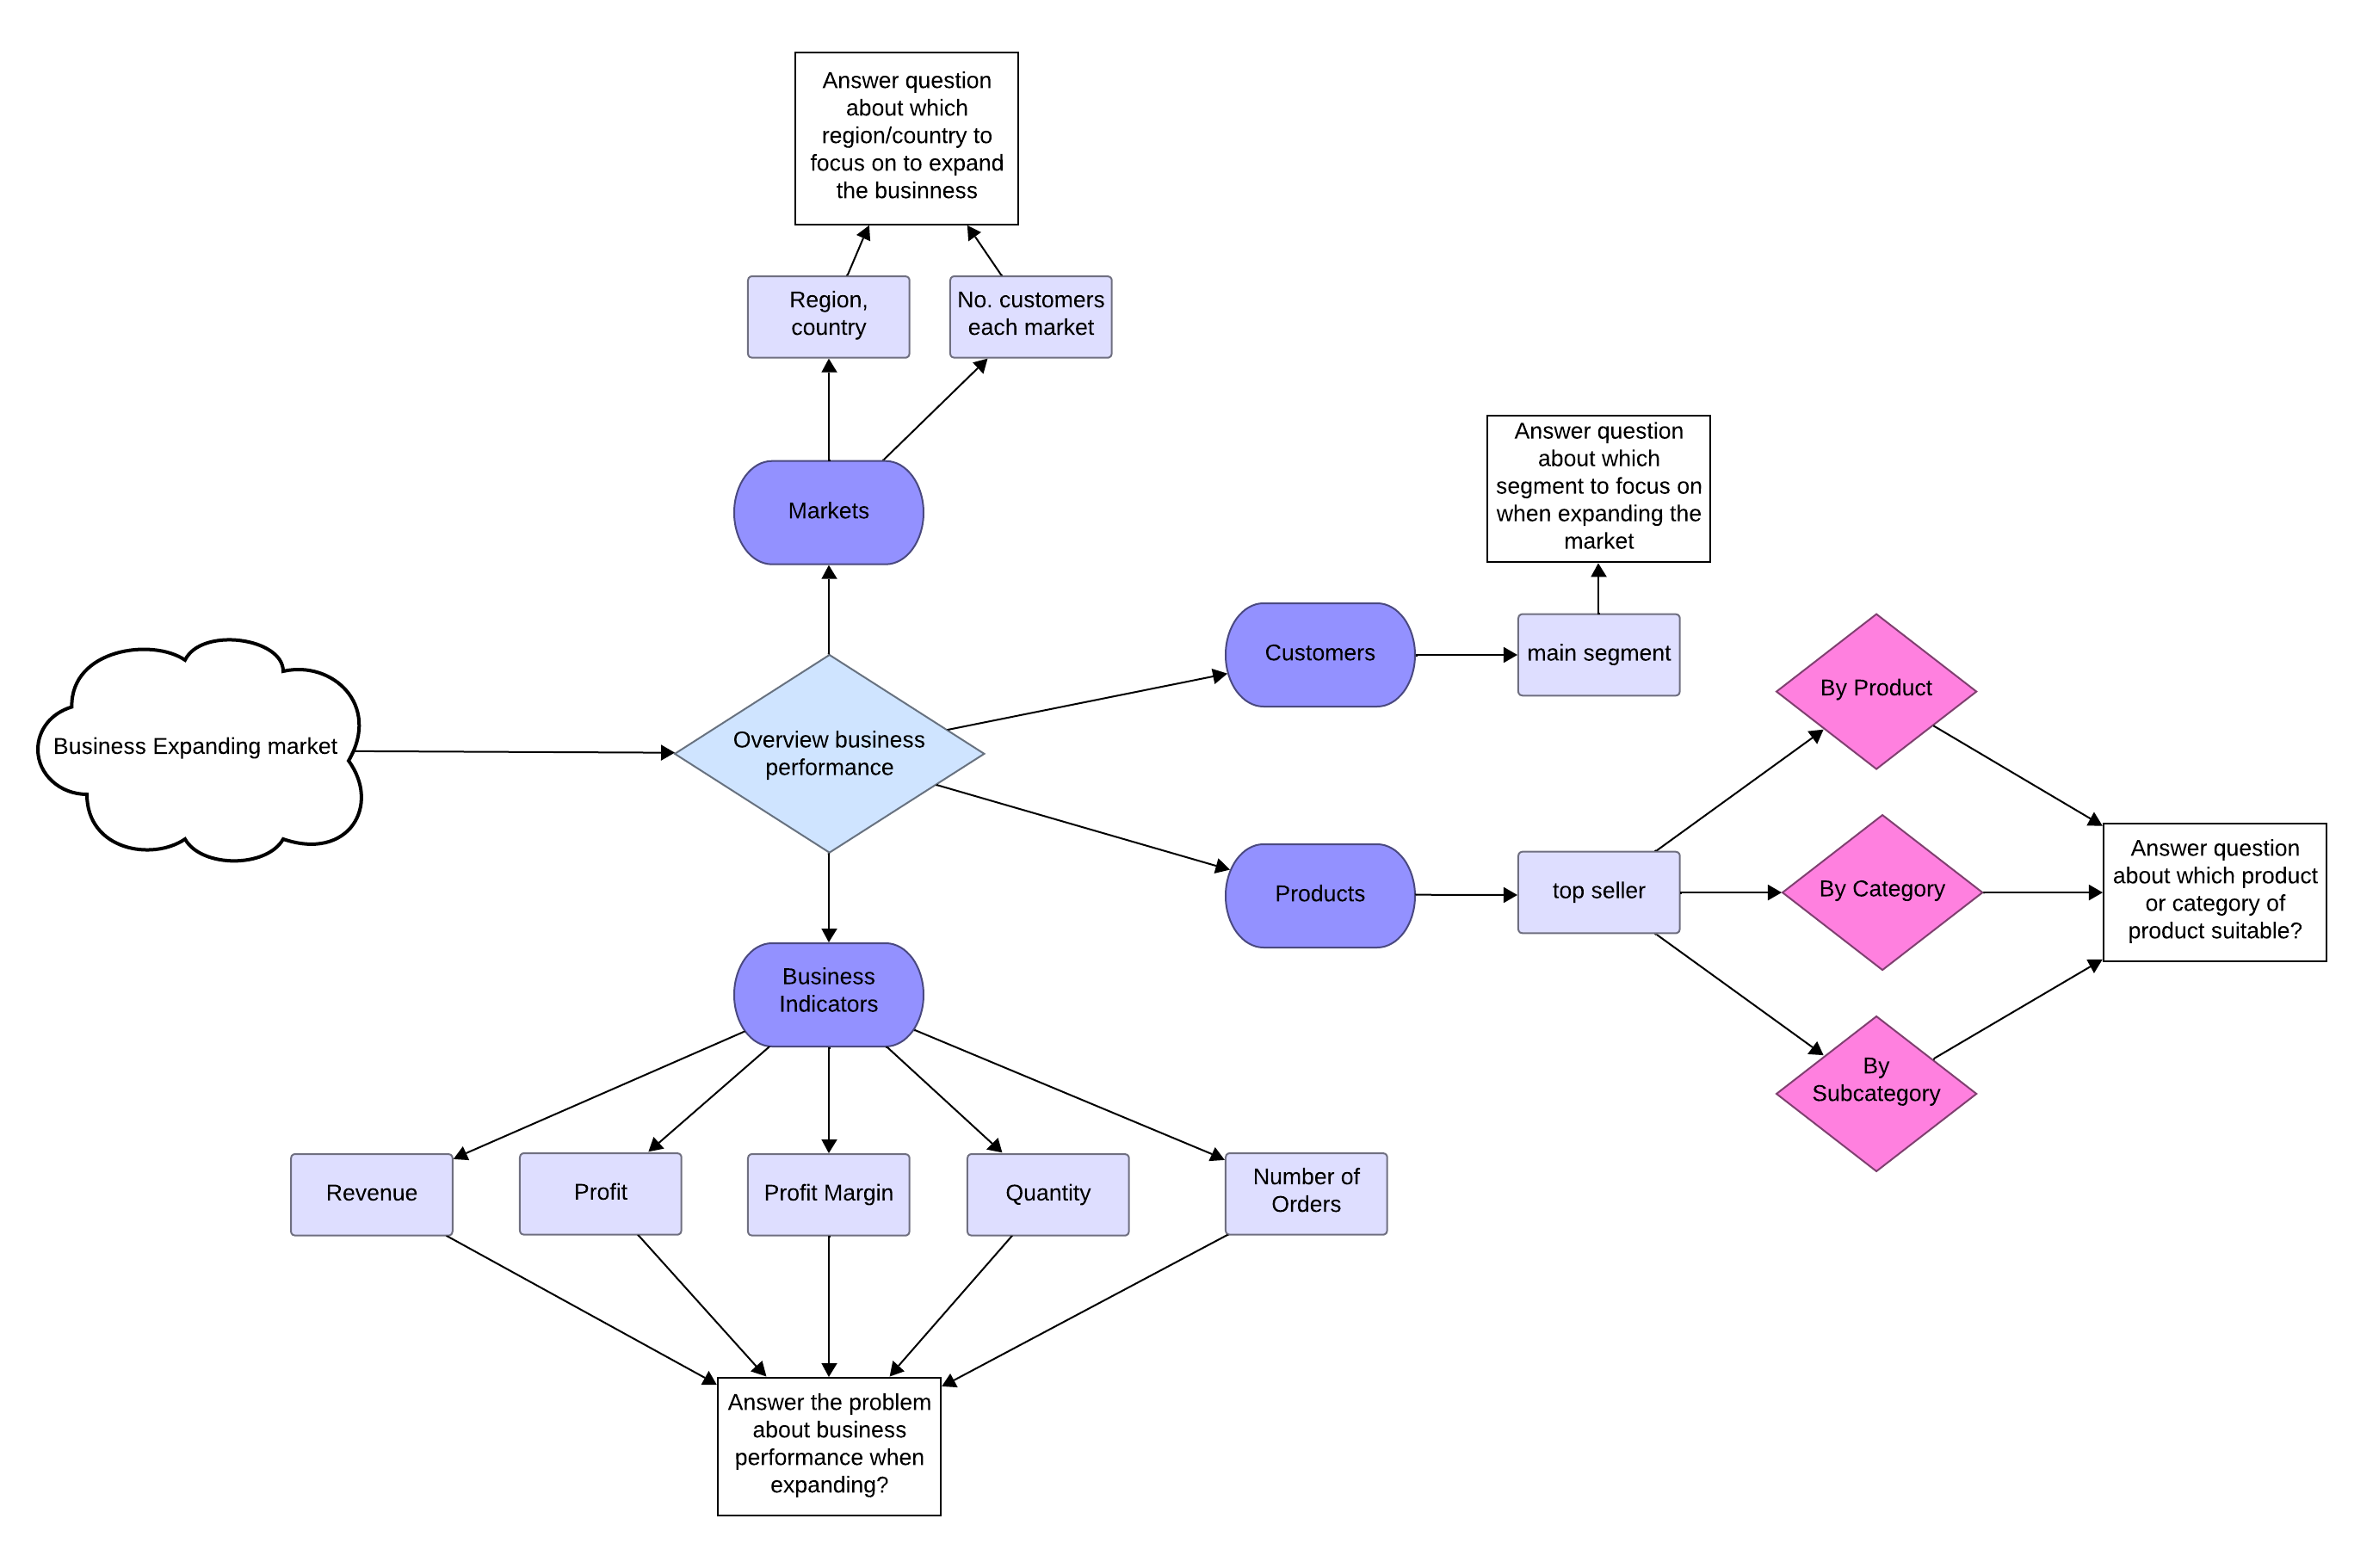 Answer question
about which
region/country to
focus on to expand
the businness
Region,
country
No. customers
each market
Markets
Answer question
about which
segment to focus on
when expanding the
market
Customers
main segment
By Product
Business Expanding market
Overview business
performance
Products
top seller
By Category
Answer question
about which product
or category of
product suitable?
Business
Indicators
By
Subcategory
Revenue
Profit
Profit Margin
Quantity
Number of
Orders
Answer the problem
about business
performance when
expanding?